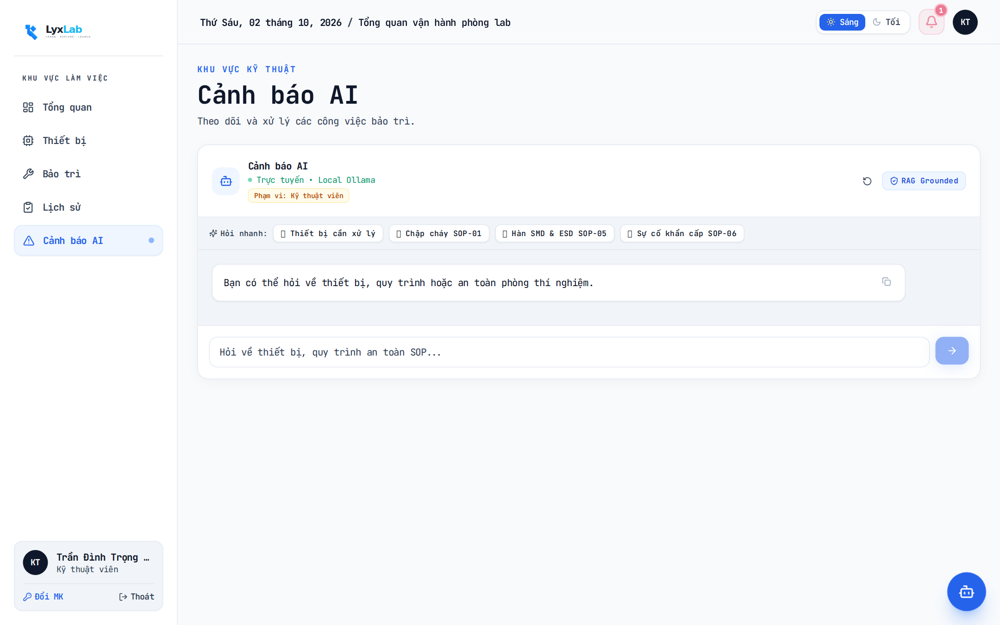 LyxLab
LEARN · EXPLORE · LAUNCH
KHU VỰC LÀM VIỆC
Tổng quan
Thiết bị
Bảo trì
Lịch sử
Cảnh báo AI
Trần Đình Trọng …
Kỹ thuật viên
KT
Đổi MK
Thoát
Thứ Sáu, 02 tháng 10, 2026 / Tổng quan vận hành phòng lab
Sáng
Tối
1
KT
KHU VỰC KỸ THUẬT
Cảnh báo AI
Theo dõi và xử lý các công việc bảo trì.
Cảnh báo AI
Trực tuyến • Local Ollama
Phạm vi: Kỹ thuật viên
RAG Grounded
Hỏi nhanh:
Thiết bị cần xử lý
Chập cháy SOP-01
Hàn SMD & ESD SOP-05
Sự cố khẩn cấp SOP-06
Bạn có thể hỏi về thiết bị, quy trình hoặc an toàn phòng thí nghiệm.
Hỏi về thiết bị, quy trình an toàn SOP...